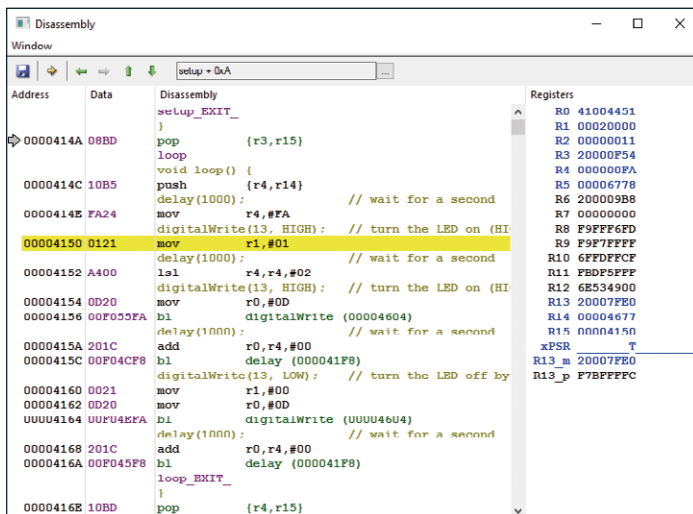 Disassembly
Window
setup + 0xA ...
Address Data Disassembly Registers
setup_EXIT_
}
0000414A 08BD pop {r3,r15}
loop
void loop() {
0000414C 10B5 push {r4,r14}
delay(1000); // wait for a second
0000414E FA24 mov r4,#FA
digitalWrite(13, HIGH); // turn the LED on (HI
00004150 0121 mov r1,#01
delay(1000); // wait for a second
00004152 A400 lsl r4,r4,#02
digitalWrite(13, HIGH); // turn the LED on (HI
00004154 0D20 mov r0,#0D
00004156 00F055FA bl digitalWrite (00004604)
delay(1000); // wait for a second
0000415A 201C add r0,r4,#00
0000415C 00F04CF8 bl delay (000041F8)
digitalWrite(13, LOW); // turn the LED off by
00004160 0021 mov r1,#00
00004162 0D20 mov r0,#0D
00004164 00F04EFA bl digitalWrite (00004604)
delay(1000); // wait for a second
00004168 201C add r0,r4,#00
0000416A 00F045F8 bl delay (000041F8)
loop_EXIT_
}
0000416E 10BD pop {r4,r15}
R0 41004451
R1 00020000
R2 00000011
R3 20000F54
R4 000000FA
R5 00006778
R6 200009B8
R7 00000000
R8 F9FFF6FD
R9 F9F7FFFF
R10 6FFDFFCF
R11 FBDF5FFF
R12 6E534900
R13 20007FE0
R14 00004677
R15 00004150
xPSR T
R13_m 20007FE0
R13_p F7BFFFFC